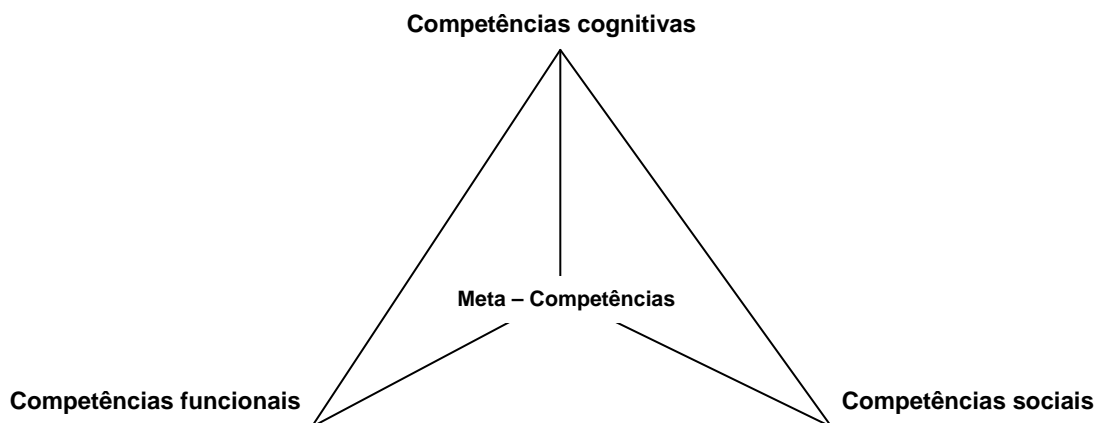 Competências cognitivas
Meta – Competências
Competências funcionais
Competências sociais